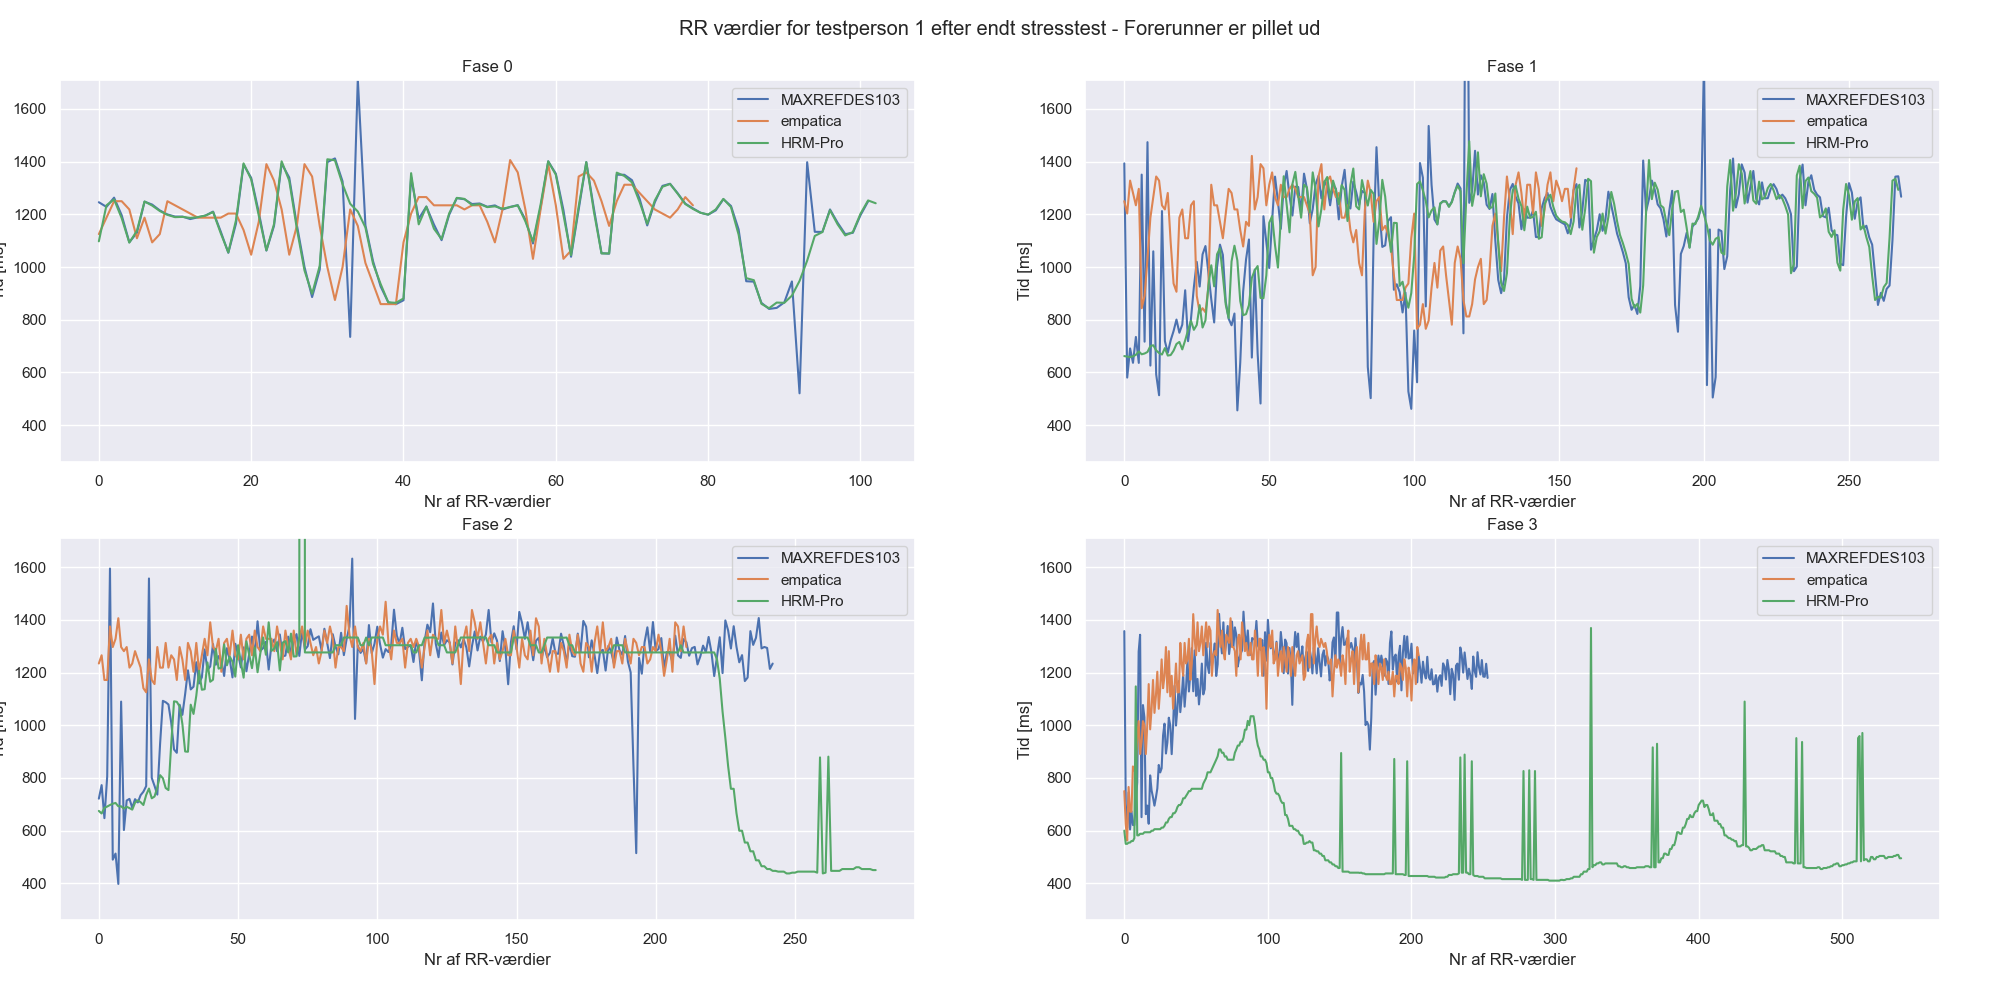 RR værdier for testperson 1 efter endt stresstest - Forerunner er pillet ud
Fase 0
1600
1400
1200
1000
800
600
400
0
20
40
60
80
100
Nr af RR-værdier
MAXREFDES103
empatica
HRM-Pro
Fase 1
Tid [ms]
1600
1400
1200
1000
800
600
400
0
50
100
150
200
250
Nr af RR-værdier
MAXREFDES103
empatica
HRM-Pro
Fase 2
1600
1400
1200
1000
800
600
400
0
50
100
150
200
250
Nr af RR-værdier
MAXREFDES103
empatica
HRM-Pro
Fase 3
Tid [ms]
1600
1400
1200
1000
800
600
400
0
100
200
300
400
500
Nr af RR-værdier
MAXREFDES103
empatica
HRM-Pro